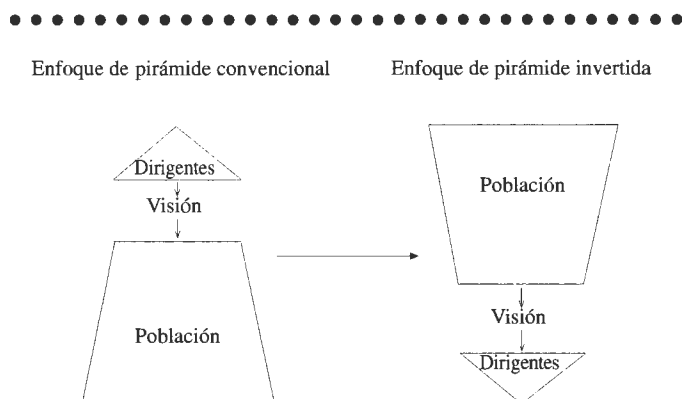 Enfoque de pirámide convencional
Enfoque de pirámide invertida
Dirigentes
Visión
Población
Población
Visión
Dirigentes